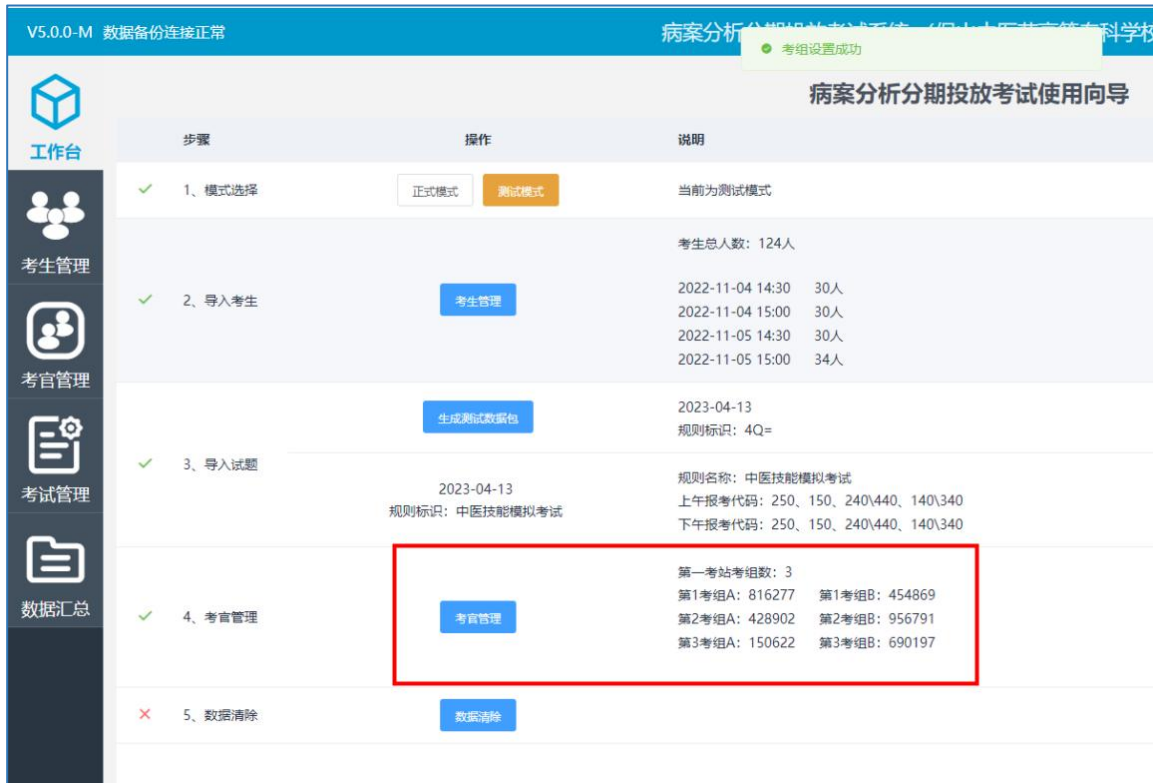 V5.0.0-M 数据备份连接正常
病案分析
科学校
考组设置成功
病案分析分期投放考试使用向导
工作台
考生管理
考官管理
考试管理
数据汇总
步骤 操作 说明
1、模式选择 正式模式 测试模式 当前为测试模式
2、导入考生 考生管理
考生总人数：124人
2022-11-04 14:30 30人
2022-11-04 15:00 30人
2022-11-05 14:30 30人
2022-11-05 15:00 34人
3、导入试题
生成测试数据包
2023-04-13
规则标识：4Q=
2023-04-13
规则标识：中医技能模拟考试
规则名称：中医技能模拟考试
上午报考代码：250、150、240\440、140\340
下午报考代码：250、150、240\440、140\340
4、考官管理 考官管理
第一考站考组数：3
第1考组A：816277 第1考组B：454869
第2考组A：428902 第2考组B：956791
第3考组A：150622 第3考组B：690197
5、数据清除 数据清除